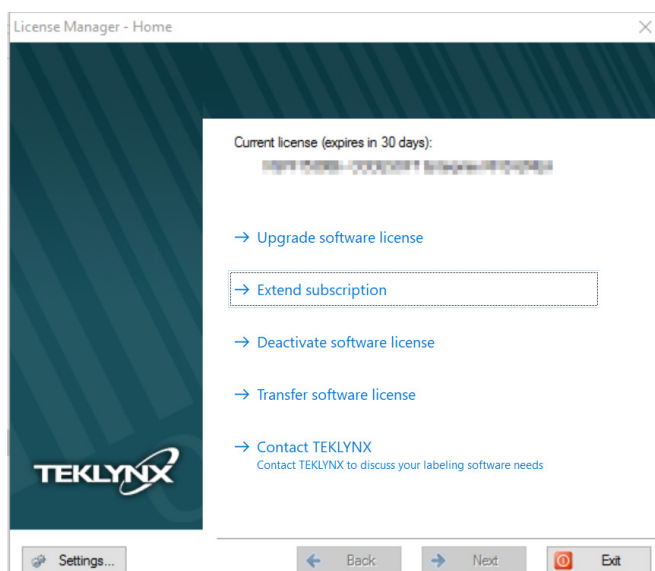 License Manager - Home
Current license (expires in 30 days):
→ Upgrade software license
→ Extend subscription
→ Deactivate software license
→ Transfer software license
→ Contact TEKLYNX
Contact TEKLYNX to discuss your labeling software needs
TEKLYNX
Settings...
Back
Next
Exit